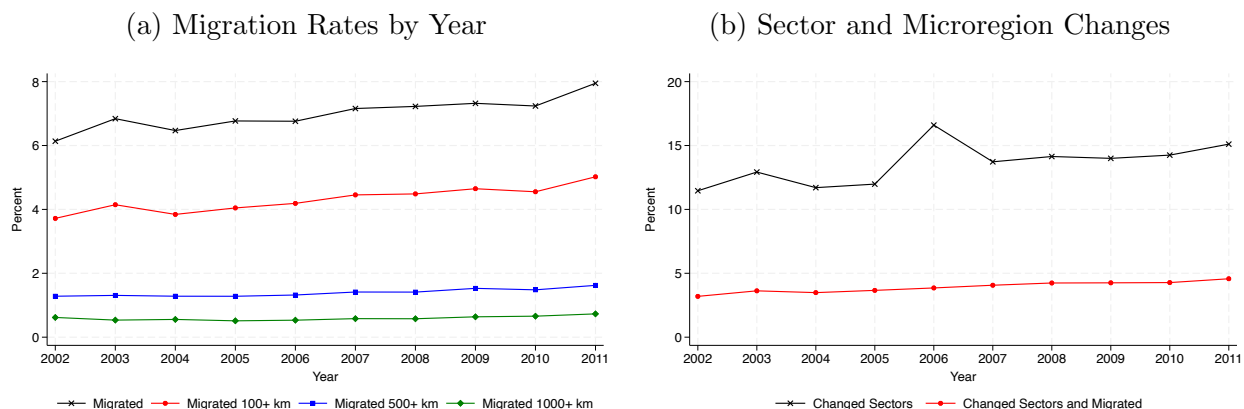 (a) Migration Rates by Year
8
6
4
2
0
Percent
2002 2003 2004 2005 2006 2007 2008 2009 2010 2011
Year
Migrated Migrated 100+ km Migrated 500+ km Migrated 1000+ km
(b) Sector and Microregion Changes
20
15
10
5
0
Percent
2002 2003 2004 2005 2006 2007 2008 2009 2010 2011
Year
Changed Sectors Changed Sectors and Migrated